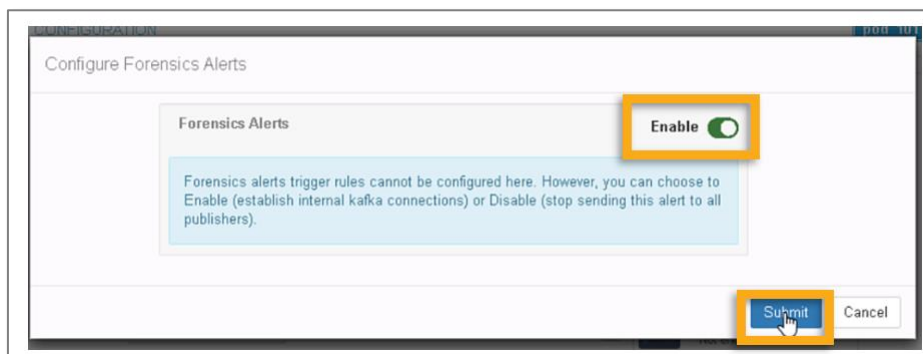 CONFIGURATION
Configure Forensics Alerts
Forensics Alerts
Enable
Forensics alerts trigger rules cannot be configured here. However, you can choose to
Enable (establish internal kafka connections) or Disable (stop sending this alert to all
publishers).
Submit
Cancel